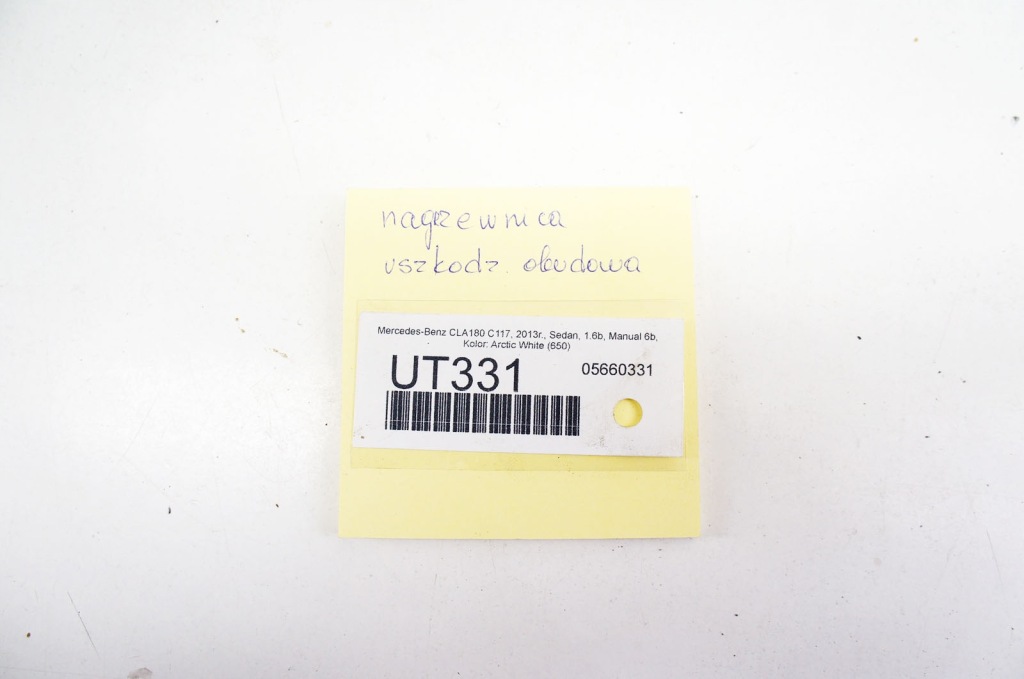 nagrzewnica
uszkodz. obudowa
Mercedes-Benz CLA180 C117, 2013r., Sedan, 1.6b, Manual 6b,
Kolor: Arctic White (650)
UT331
05660331